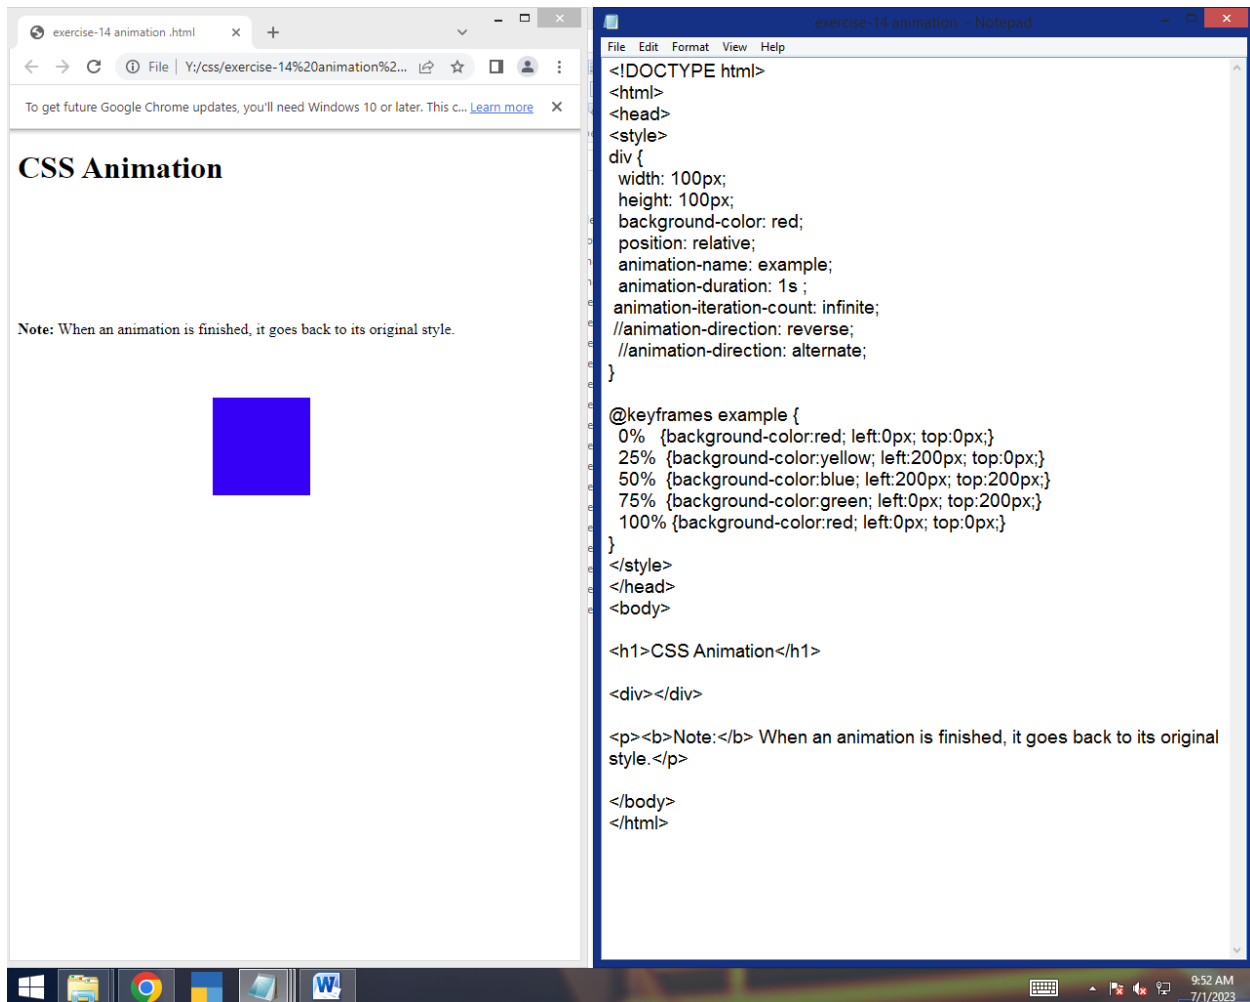 exercise-14 animation .html
File | Y:/css/exercise-14%20animation%2...
To get future Google Chrome updates, you'll need Windows 10 or later. This c... Learn more
CSS Animation
Note: When an animation is finished, it goes back to its original style.
exercise-14 animation - Notepad
File Edit Format View Help
<!DOCTYPE html>
<html>
<head>
<style>
div {
  width: 100px;
  height: 100px;
  background-color: red;
  position: relative;
  animation-name: example;
  animation-duration: 1s ;
 animation-iteration-count: infinite;
 //animation-direction: reverse;
  //animation-direction: alternate;
}
@keyframes example {
  0%   {background-color:red; left:0px; top:0px;}
  25%  {background-color:yellow; left:200px; top:0px;}
  50%  {background-color:blue; left:200px; top:200px;}
  75%  {background-color:green; left:0px; top:200px;}
  100% {background-color:red; left:0px; top:0px;}
}
</style>
</head>
<body>
<h1>CSS Animation</h1>
<div></div>
<p><b>Note:</b> When an animation is finished, it goes back to its original
style.</p>
</body>
</html>
9:52 AM
7/1/2023